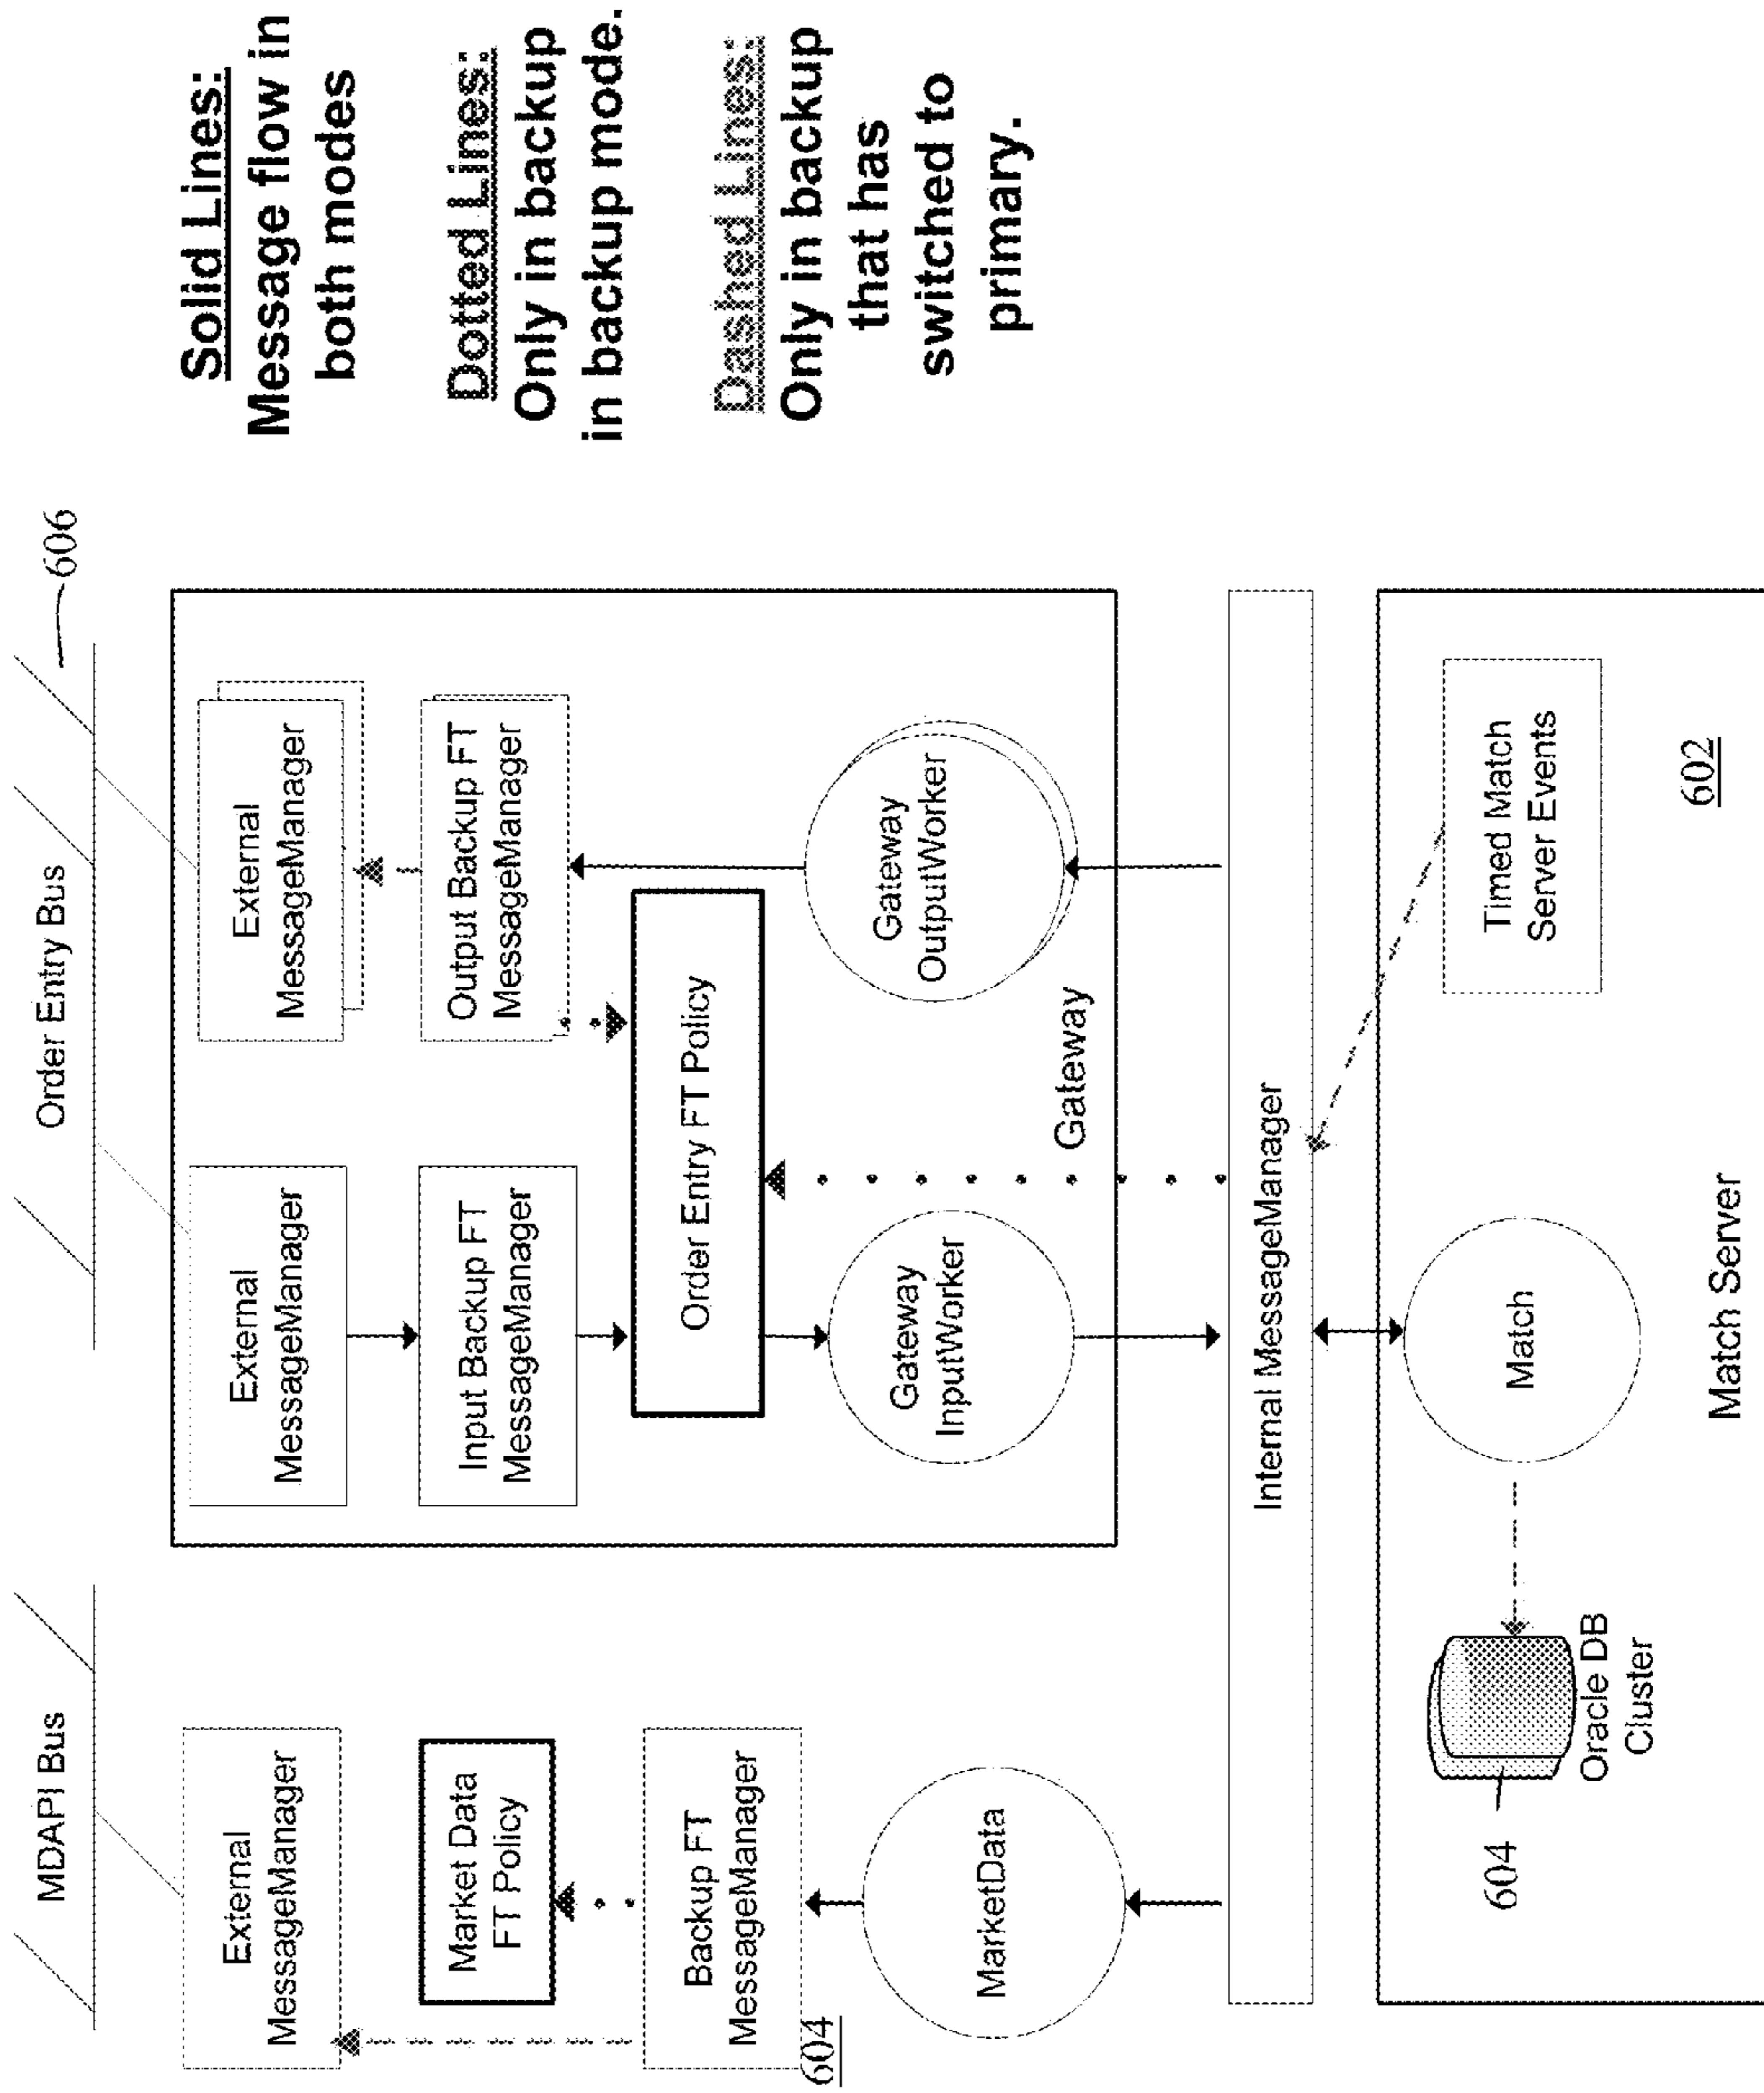 MDAPI Bus
Order Entry Bus
606
External
MessageManager
External
MessageManager
External
MessageManager
Market Data
FT Policy
Input Backup FT
MessageManager
Output Backup FT
MessageManager
Backup FT
MessageManager
604
Order Entry FT Policy
MarketData
Gateway
InputWorker
Gateway
OutputWorker
Gateway
Internal MessageManager
604
Oracle DB
Cluster
Match
Timed Match
Server Events
Match Server
602
Solid Lines:
Message flow in
both modes
Dotted Lines:
Only in backup
in backup mode.
Dashed Lines:
Only in backup
that has
switched to
primary.